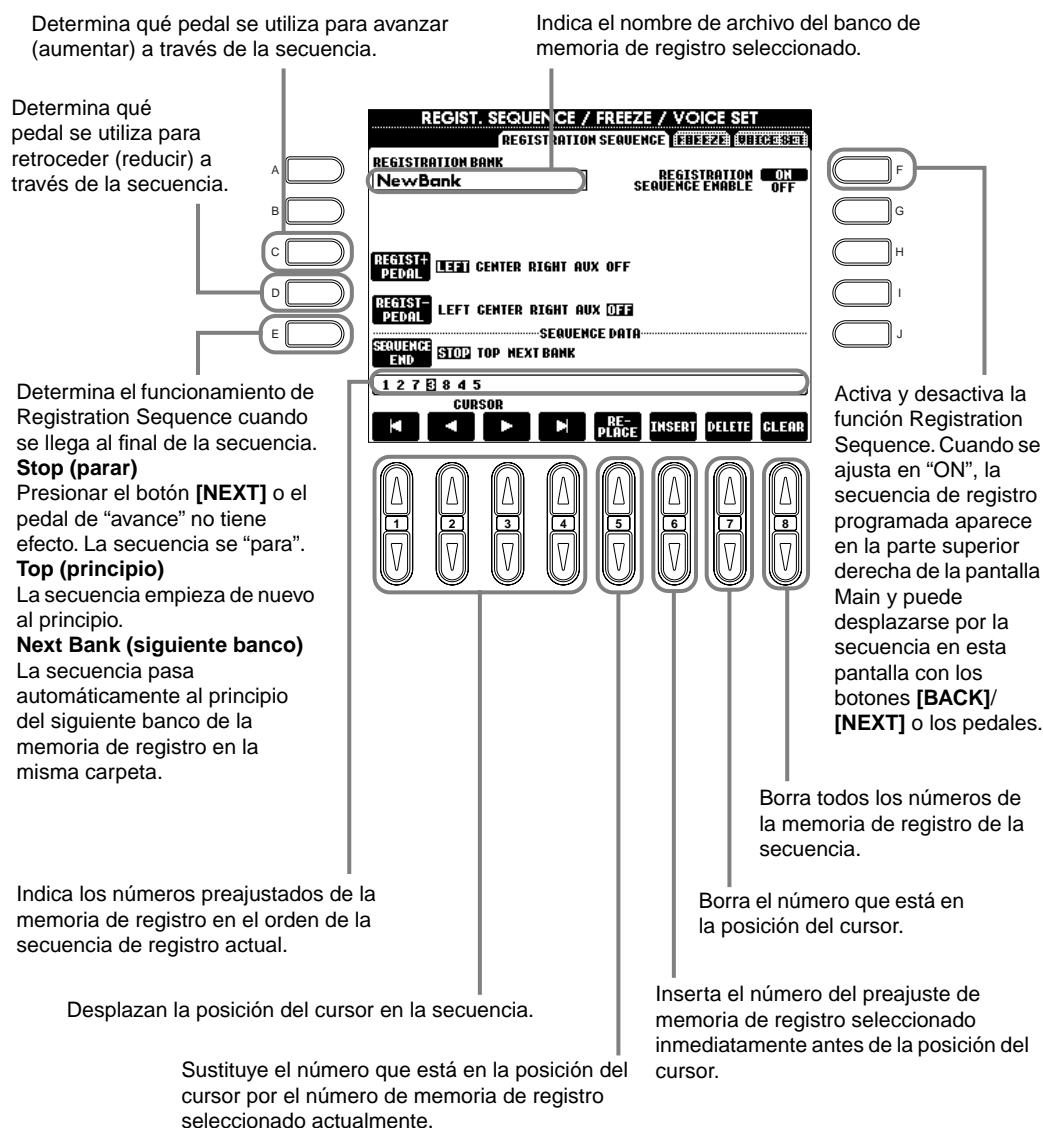 Determina qué pedal se utiliza para avanzar
(aumentar) a través de la secuencia.
Indica el nombre de archivo del banco de
memoria de registro seleccionado.
Determina qué
pedal se utiliza para
retroceder (reducir) a
través de la secuencia.
REGIST. SEQUENCE / FREEZE / VOICE SET
REGISTRATION SEQUENCE FREEZE VOICE SET
REGISTRATION BANK
NewBank
REGISTRATION ON
SEQUENCE ENABLE OFF
A
B
C
D
E
F
G
H
I
J
REGIST+
PEDAL
LEFT CENTER RIGHT AUX OFF
REGIST-
PEDAL
LEFT CENTER RIGHT AUX OFF
SEQUENCE DATA
SEQUENCE
END
STOP TOP NEXT BANK
1 2 7 3 8 4 5
CURSOR
RE-
PLACE
INSERT DELETE CLEAR
1 2 3 4 5 6 7 8
Determina el funcionamiento de
Registration Sequence cuando
se llega al final de la secuencia.
Stop (parar)
Presionar el botón [NEXT] o el
pedal de “avance” no tiene
efecto. La secuencia se “para”.
Top (principio)
La secuencia empieza de nuevo
al principio.
Next Bank (siguiente banco)
La secuencia pasa
automáticamente al principio
del siguiente banco de la
memoria de registro en la
misma carpeta.
Activa y desactiva la
función Registration
Sequence. Cuando se
ajusta en “ON”, la
secuencia de registro
programada aparece
en la parte superior
derecha de la pantalla
Main y puede
desplazarse por la
secuencia en esta
pantalla con los
botones [BACK]/
[NEXT] o los pedales.
Borra todos los números de
la memoria de registro de la
secuencia.
Indica los números preajustados de la
memoria de registro en el orden de la
secuencia de registro actual.
Borra el número que está en
la posición del cursor.
Desplazan la posición del cursor en la secuencia.
Inserta el número del preajuste de
memoria de registro seleccionado
inmediatamente antes de la posición del
cursor.
Sustituye el número que está en la posición del
cursor por el número de memoria de registro
seleccionado actualmente.